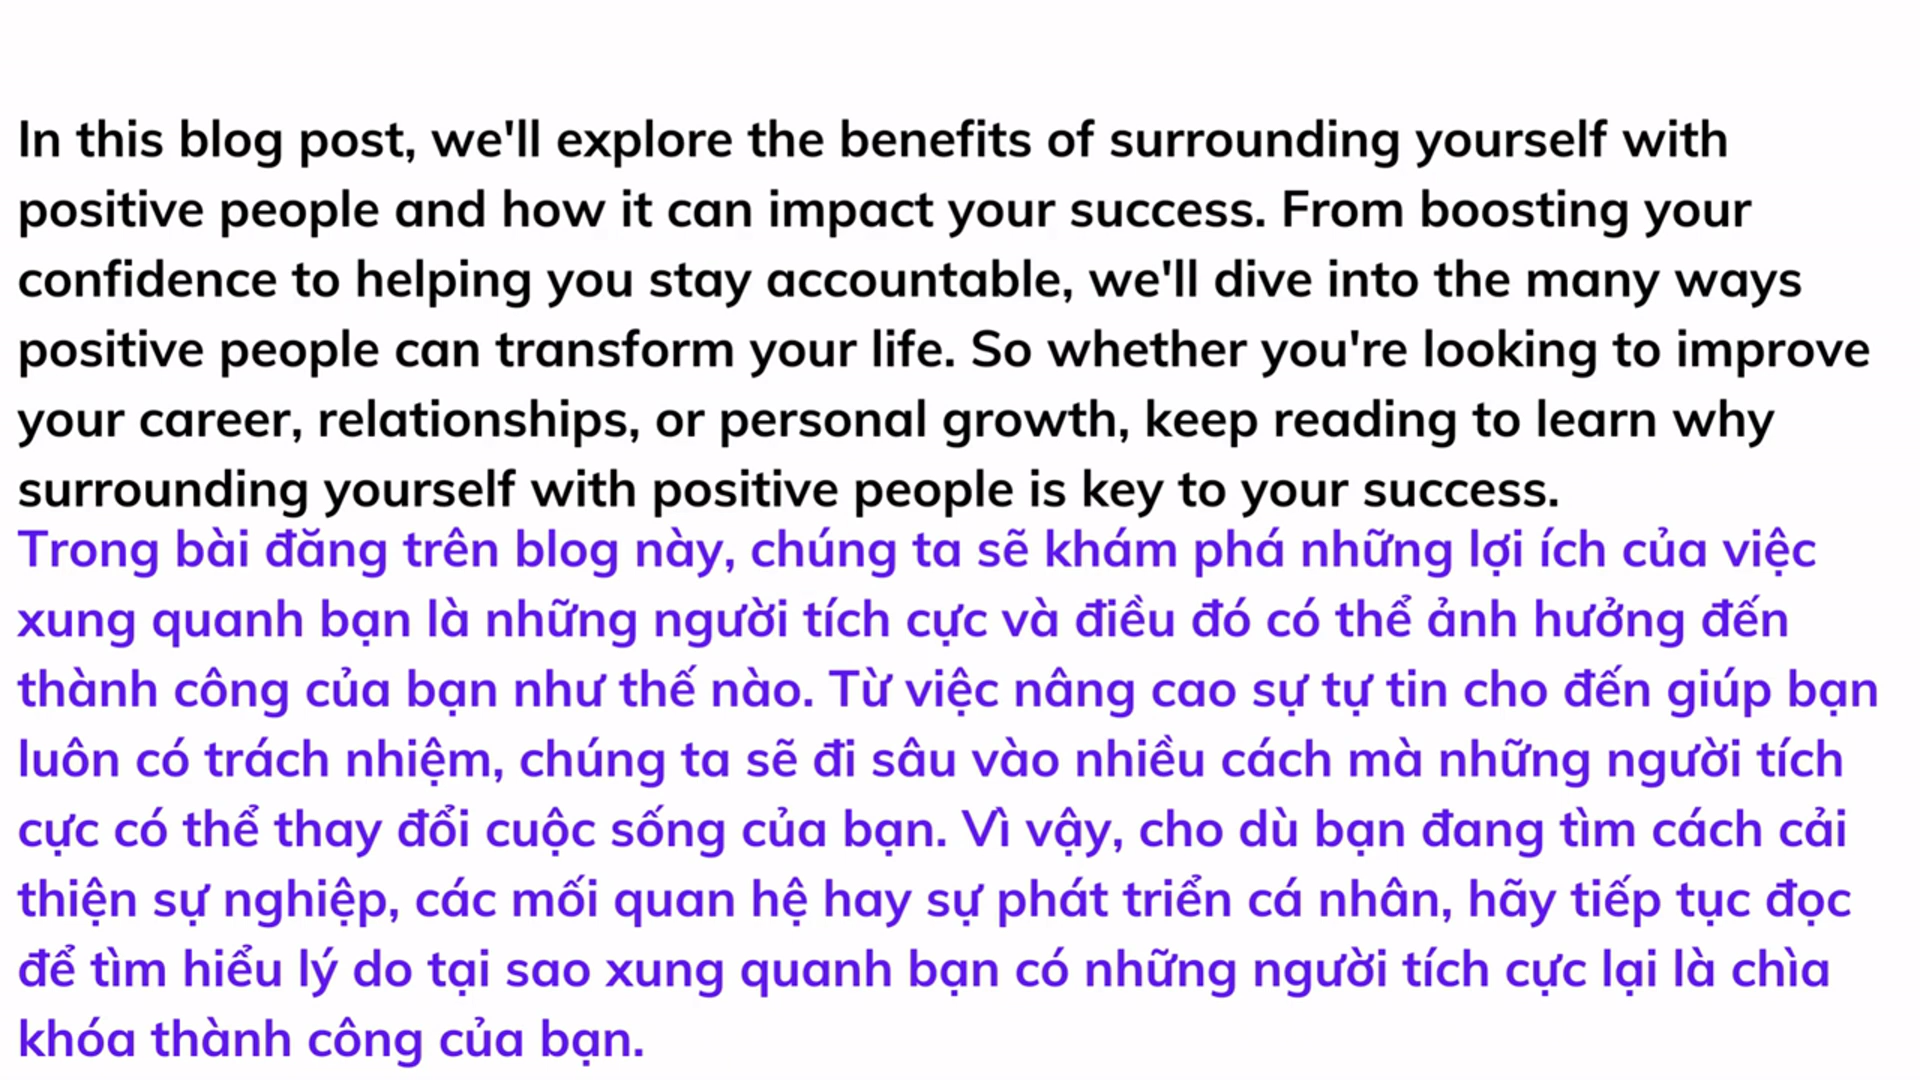 In this blog post, we'll explore the benefits of surrounding yourself with
positive people and how it can impact your success. From boosting your
confidence to helping you stay accountable, we'll dive into the many ways
positive people can transform your life. So whether you're looking to improve
your career, relationships, or personal growth, keep reading to learn why
surrounding yourself with positive people is key to your success.
Trong bài đăng trên blog này, chúng ta sẽ khám phá những lợi ích của việc
xung quanh bạn là những người tích cực và điều đó có thể ảnh hưởng đến
thành công của bạn như thế nào. Từ việc nâng cao sự tự tin cho đến giúp bạn
luôn có trách nhiệm, chúng ta sẽ đi sâu vào nhiều cách mà những người tích
cực có thể thay đổi cuộc sống của bạn. Vì vậy, cho dù bạn đang tìm cách cải
thiện sự nghiệp, các mối quan hệ hay sự phát triển cá nhân, hãy tiếp tục đọc
để tìm hiểu lý do tại sao xung quanh bạn có những người tích cực lại là chìa
khóa thành công của bạn.